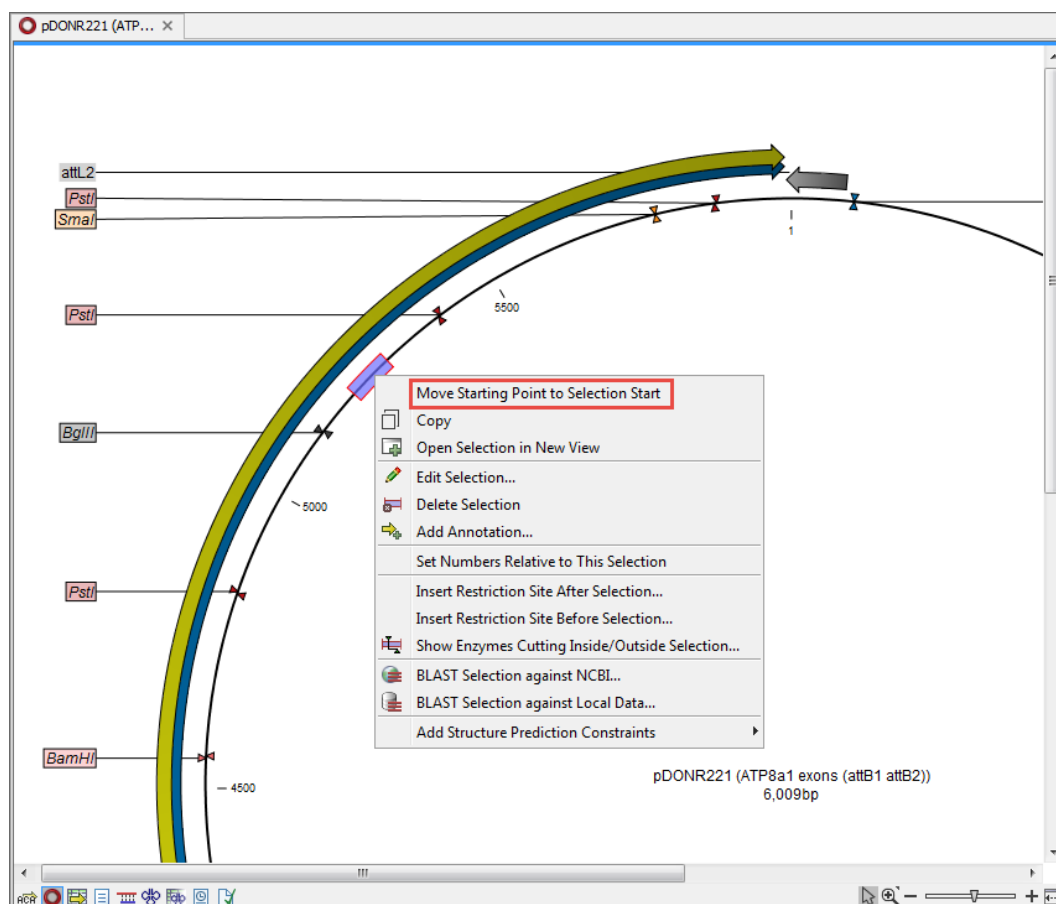 pDONR221 (ATP...
attL2
PstI
SmaI
1
PstI
5500
Move Starting Point to Selection Start
Copy
BglII
Open Selection in New View
Edit Selection...
5000
Delete Selection
Add Annotation...
Set Numbers Relative to This Selection
PstI
Insert Restriction Site After Selection...
Insert Restriction Site Before Selection...
Show Enzymes Cutting Inside/Outside Selection...
BLAST Selection against NCBI...
BLAST Selection against Local Data...
Add Structure Prediction Constraints
BamHI
4500
pDONR221 (ATP8a1 exons (attB1 attB2))
6,009bp